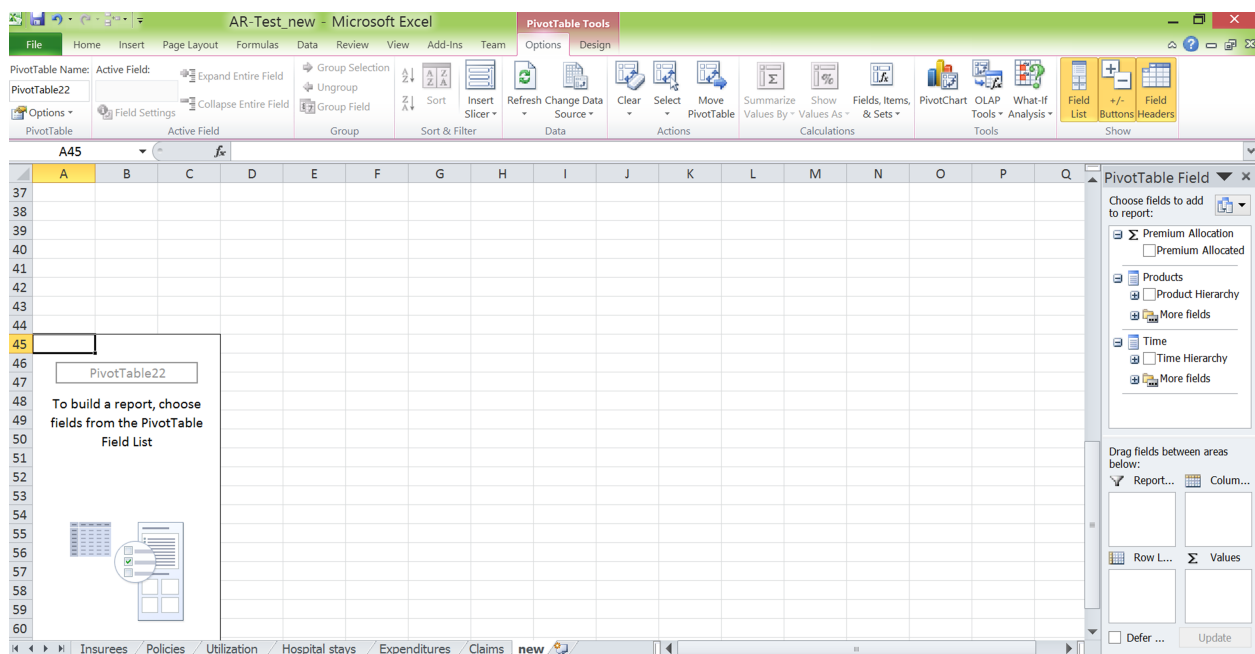 AR-Test_new - Microsoft Excel
PivotTable Tools
File Home Insert Page Layout Formulas Data Review View Add-Ins Team Options Design
PivotTable Name:
PivotTable22
Options
PivotTable
Active Field:
Field Settings
Expand Entire Field
Collapse Entire Field
Active Field
Group Selection
Ungroup
Group Field
Group
Sort
Insert
Slicer
Sort & Filter
Refresh
Change Data
Source
Data
Clear
Select
Move
PivotTable
Actions
Summarize
Values By
Show
Values As
Fields, Items,
& Sets
Calculations
PivotChart
OLAP
Tools
What-If
Analysis
Tools
Field
List
+/-
Buttons
Field
Headers
Show
A45
fx
A B C D E F G H I J K L M N O P Q
37
38
39
40
41
42
43
44
45
46
47
48
49
50
51
52
53
54
55
56
57
58
59
60
PivotTable22
To build a report, choose
fields from the PivotTable
Field List
PivotTable Field
Choose fields to add
to report:
Σ Premium Allocation
Premium Allocated
Products
Product Hierarchy
More fields
Time
Time Hierarchy
More fields
Drag fields between areas
below:
Report... Colum...
Row L... Σ Values
Defer ... Update
Insurees Policies Utilization Hospital stays Expenditures Claims new